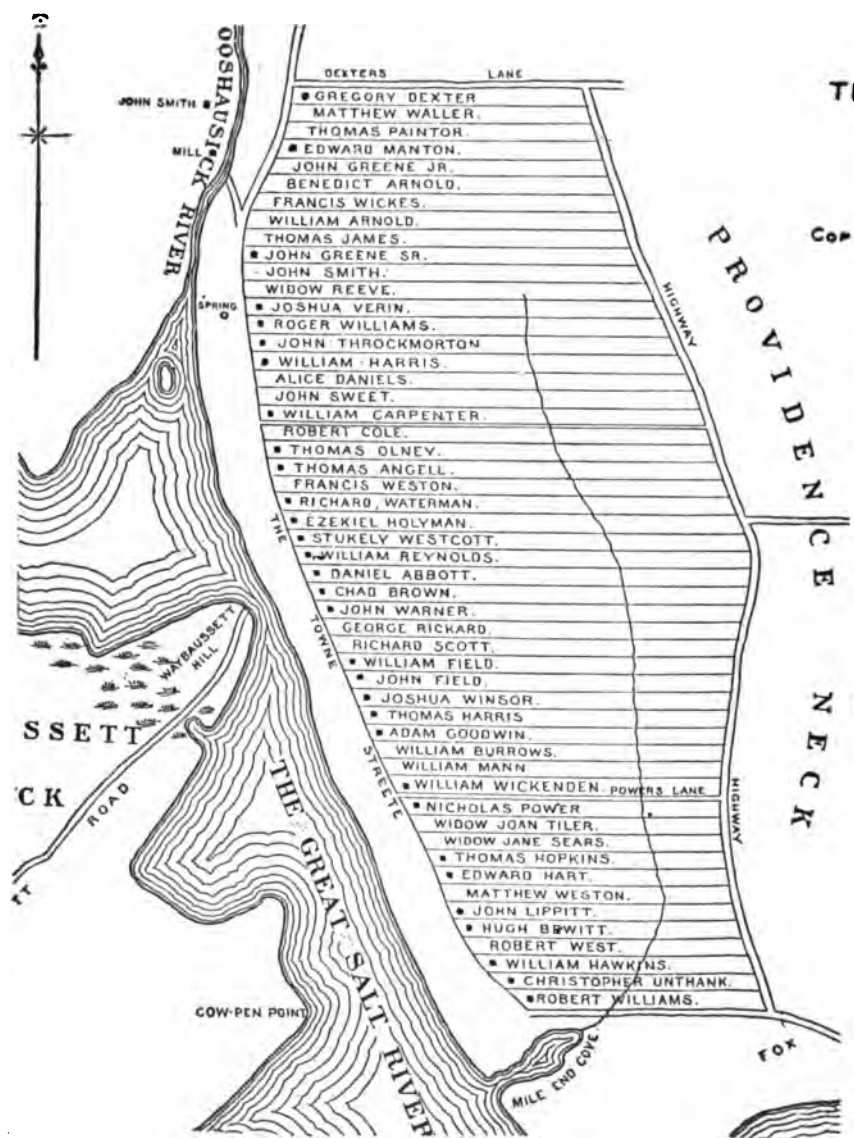 DEXTERS LANE
OOSHAUSICK RIVER
JOHN SMITH
MILL
SPRING
GREGORY DEXTER
MATTHEW WALLER.
THOMAS PAINTOR.
EDWARD MANTON.
JOHN GREENE JR.
BENEDICT ARNOLD.
FRANCIS WICKES.
WILLIAM ARNOLD.
THOMAS JAMES.
JOHN GREENE SR.
JOHN SMITH.
WIDOW REEVE.
JOSHUA VERIN.
ROGER WILLIAMS.
JOHN THROCKMORTON
WILLIAM HARRIS.
ALICE DANIELS.
JOHN SWEET.
WILLIAM CARPENTER.
ROBERT COLE.
THOMAS OLNEY.
THOMAS ANGELL.
FRANCIS WESTON.
RICHARD WATERMAN.
EZEKIEL HOLYMAN.
STUKELY WESTCOTT.
WILLIAM REYNOLDS.
DANIEL ABBOTT.
CHAD BROWN.
JOHN WARNER.
GEORGE RICKARD.
RICHARD SCOTT.
WILLIAM FIELD.
JOHN FIELD.
JOSHUA WINSOR.
THOMAS HARRIS
ADAM GOODWIN.
WILLIAM BURROWS.
WILLIAM MANN
WILLIAM WICKENDEN. POWERS LANE
NICHOLAS POWER
WIDOW JOAN TILER.
WIDOW JANE SEARS.
THOMAS HOPKINS.
EDWARD HART.
MATTHEW WESTON.
JOHN LIPPITT.
HUGH BEWITT.
ROBERT WEST.
WILLIAM HAWKINS.
CHRISTOPHER UNTHANK.
ROBERT WILLIAMS.
THE TOWNE STREETE
HIGHWAY
HIGHWAY
PROVIDENCE NECK
WAYBAUSSETT HILL
SSETT
CK
ROAD
TT
THE GREAT SALT RIVER
COW-PEN POINT
MILE END COVE
FOX